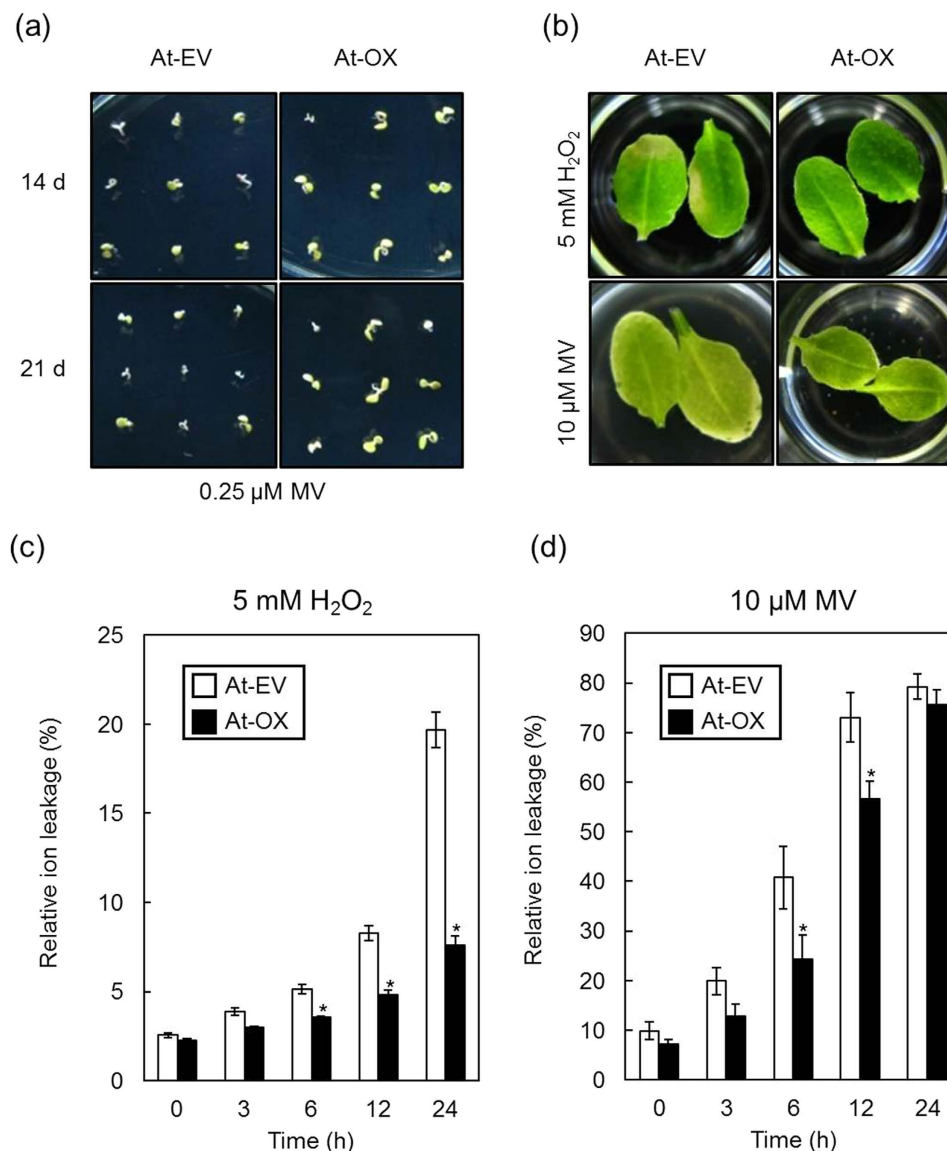 (a)
At-EV At-OX
14 d
21 d
0.25 µM MV
(b)
At-EV At-OX
5 mM H₂O₂
10 µM MV
(c)
5 mM H₂O₂
Relative ion leakage (%)
25
20
15
10
5
0
At-EV
At-OX
*
*
*
0 3 6 12 24
Time (h)
(d)
10 µM MV
Relative ion leakage (%)
90
80
70
60
50
40
30
20
10
0
At-EV
At-OX
*
*
0 3 6 12 24
Time (h)